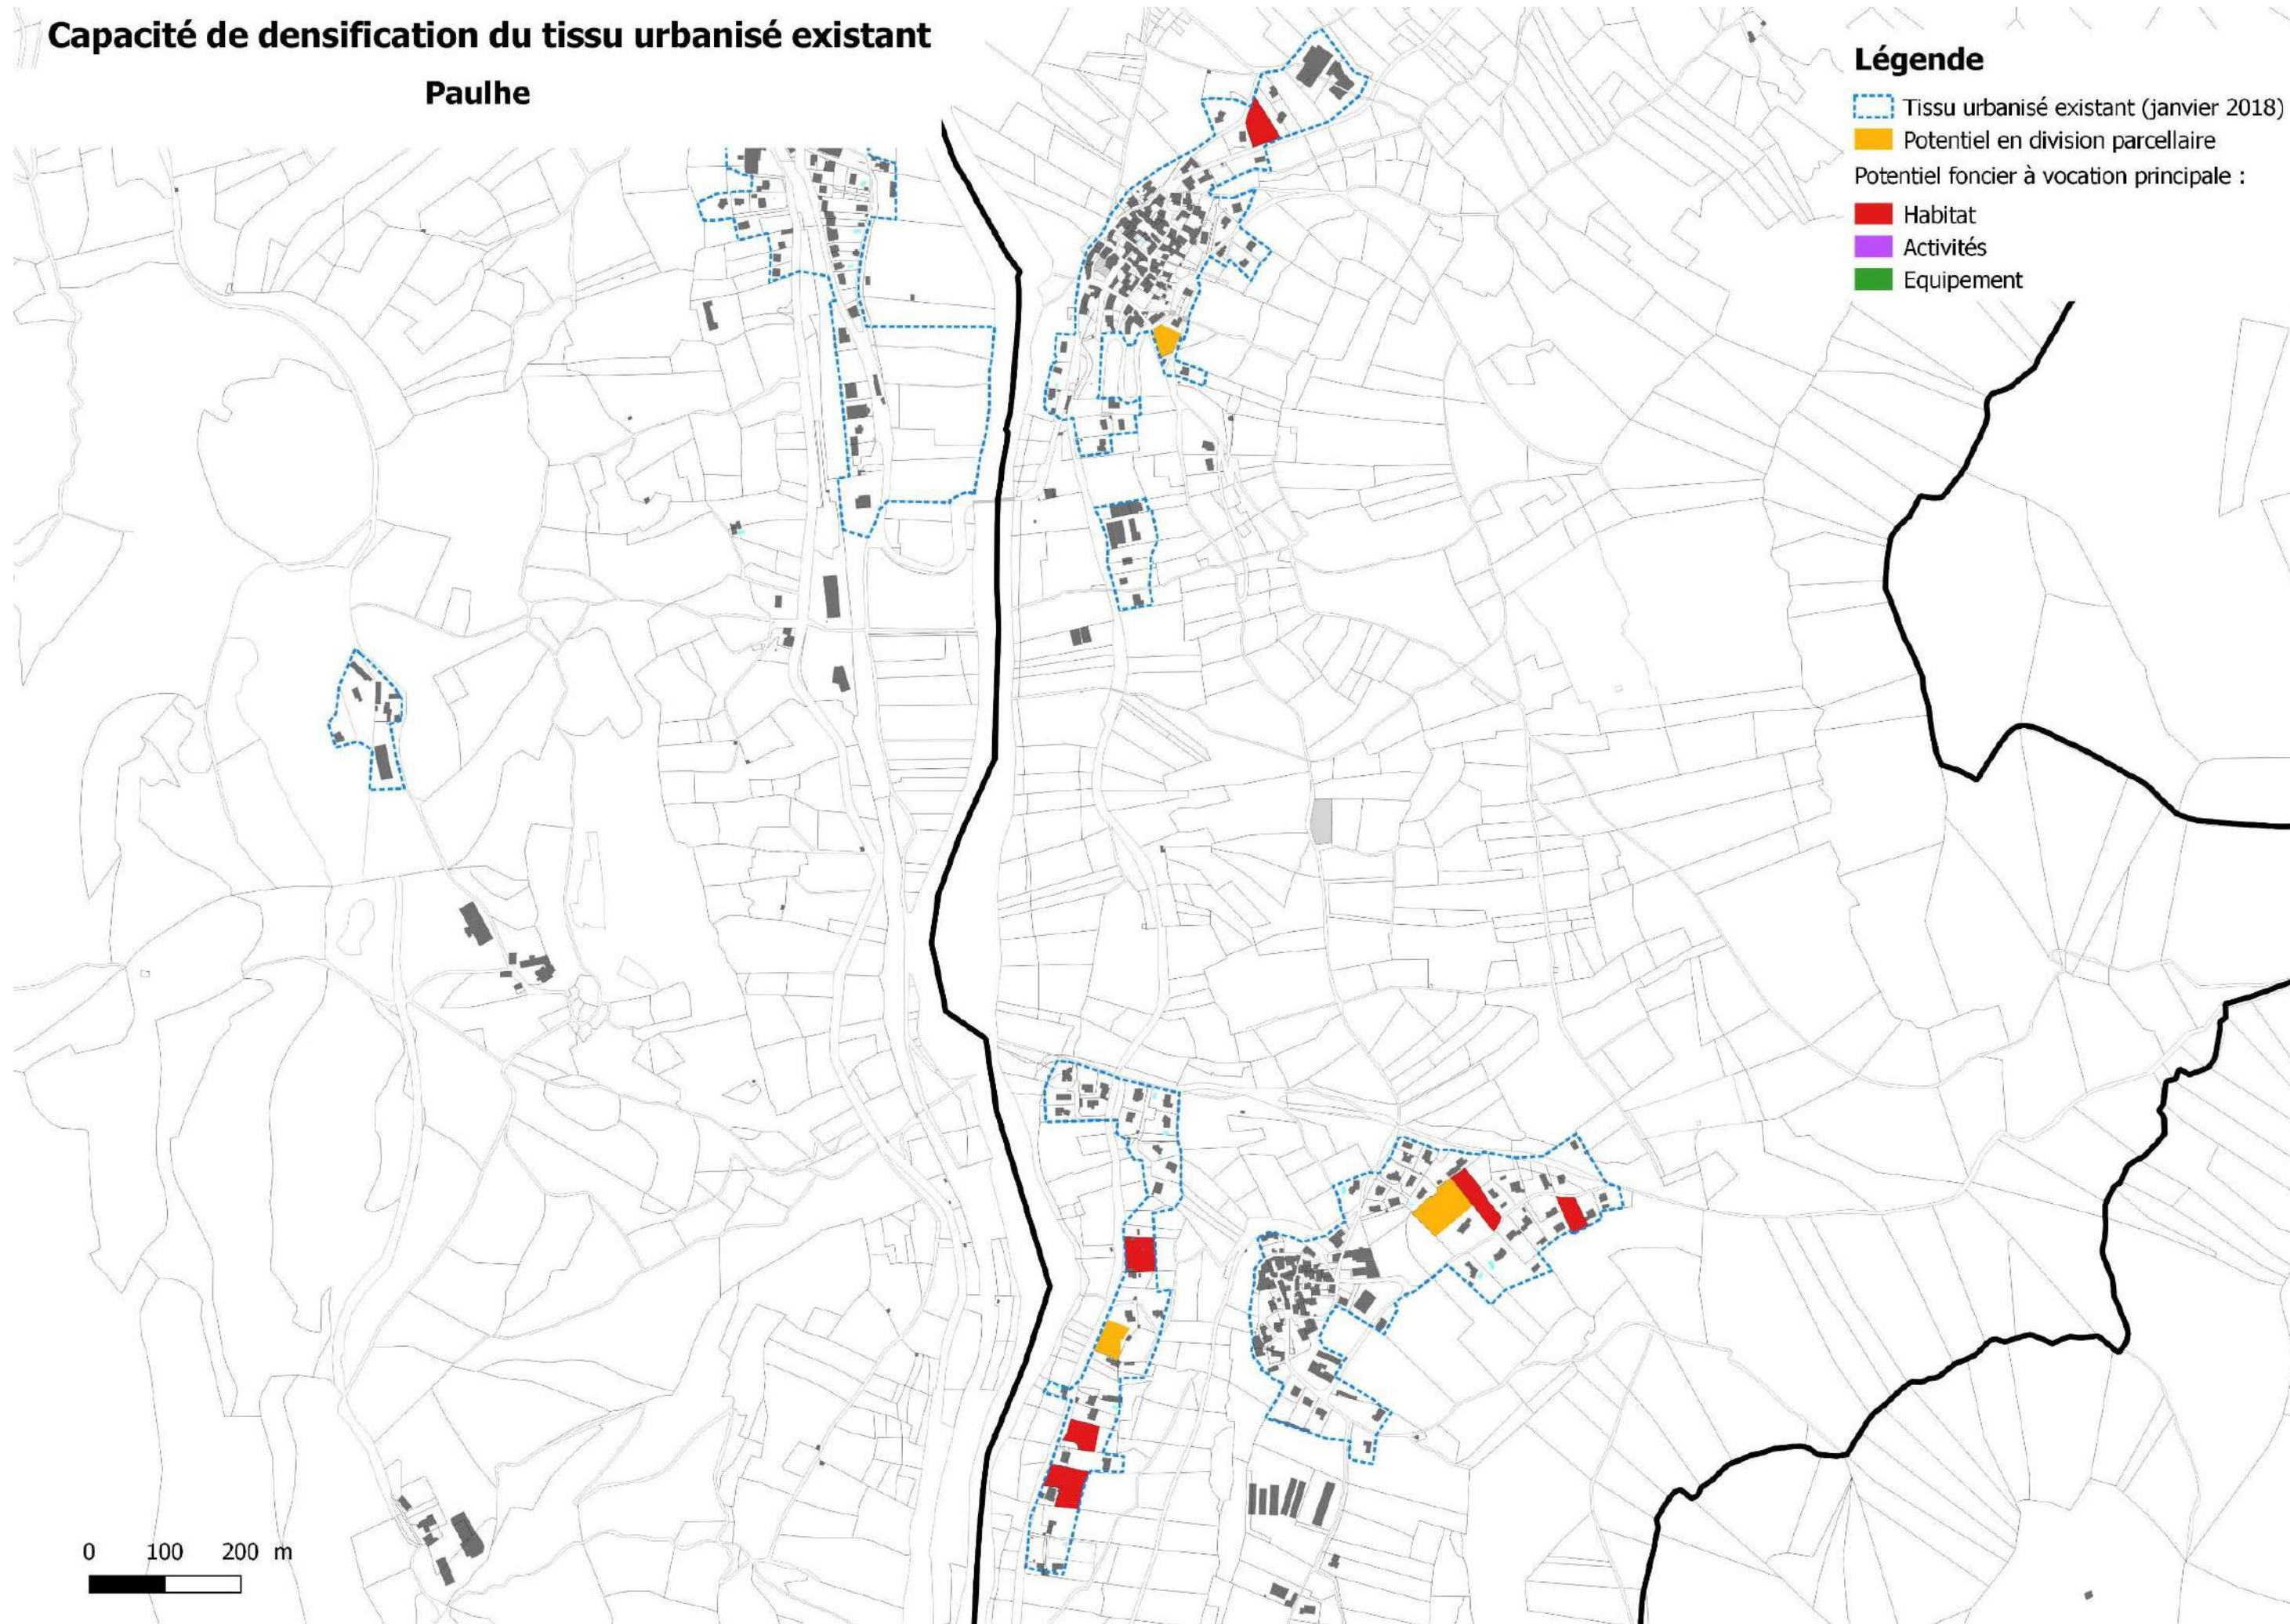 Capacité de densification du tissu urbanisé existant
Paulhe
Légende
Tissu urbanisé existant (janvier 2018)
Potentiel en division parcellaire
Potentiel foncier à vocation principale :
Habitat
Activités
Equipement
0 100 200 m